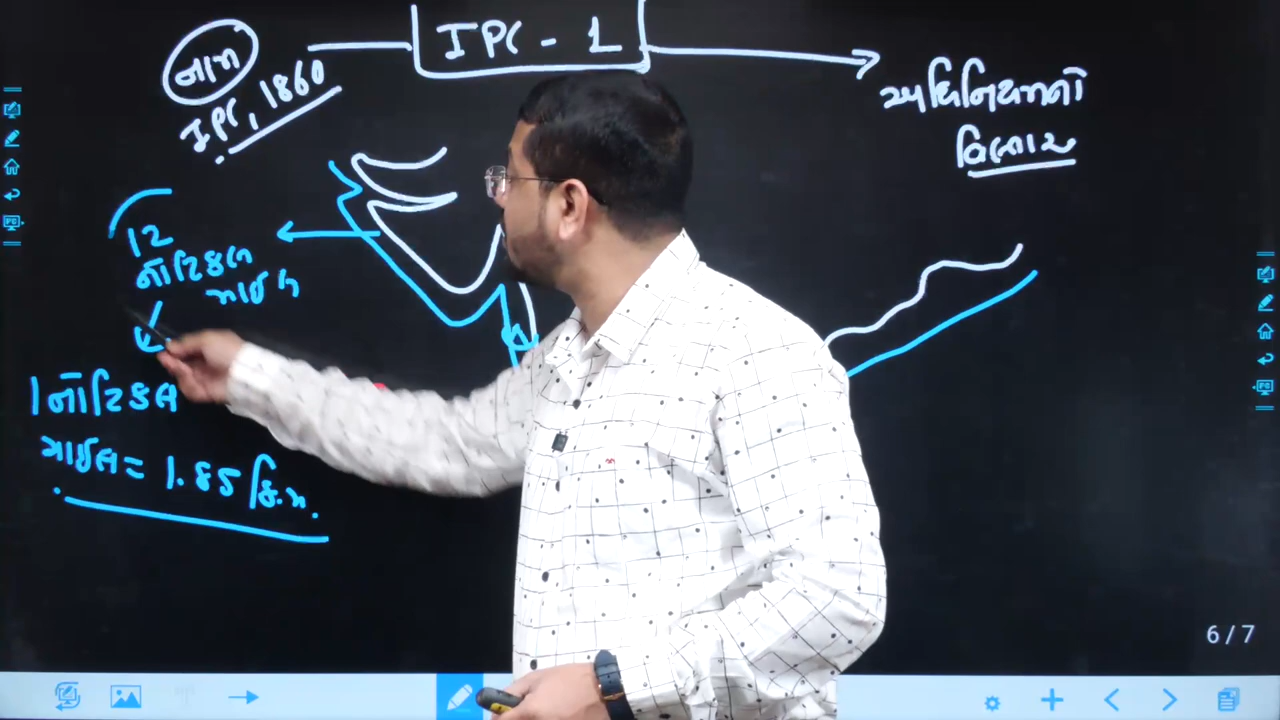 IPC - 1
નામ
IPC, 1860
અધિનિયમનો
વિસ્તાર
12
નૉટિકલ
માઈલ
1 નૉટિકલ
માઈલ = 1.85 કિ.મ.
6 / 7